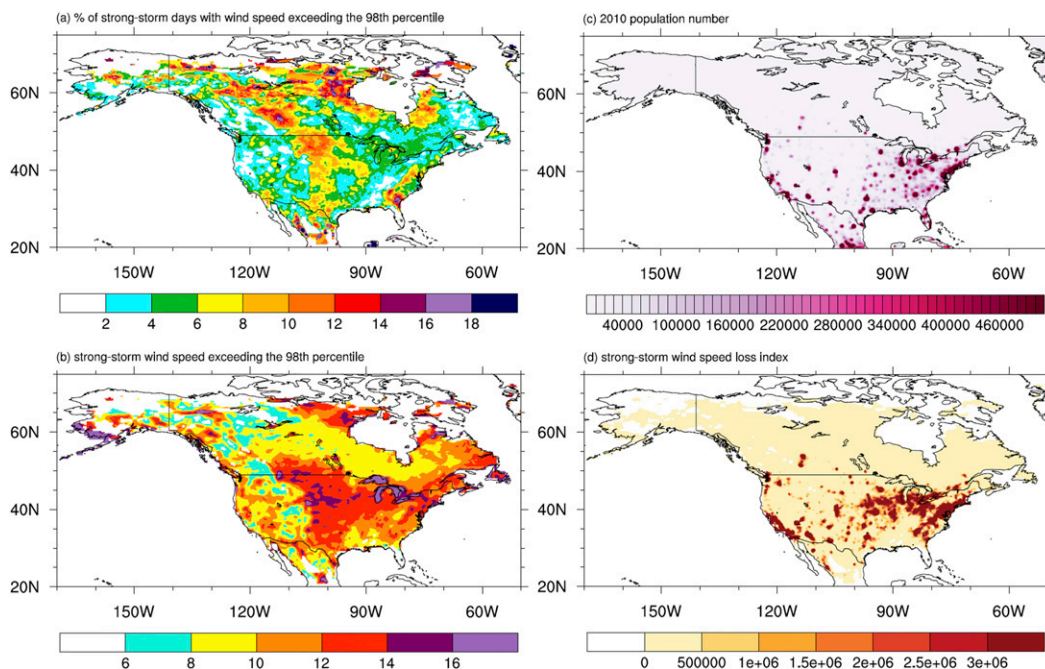 (a) % of strong-storm days with wind speed exceeding the 98th percentile
60N
40N
20N
150W 120W 90W 60W
2 4 6 8 10 12 14 16 18
(c) 2010 population number
60N
40N
20N
150W 120W 90W 60W
40000 100000 160000 220000 280000 340000 400000 460000
(b) strong-storm wind speed exceeding the 98th percentile
60N
40N
20N
150W 120W 90W 60W
6 8 10 12 14 16
(d) strong-storm wind speed loss index
60N
40N
20N
150W 120W 90W 60W
0 500000 1e+06 1.5e+06 2e+06 2.5e+06 3e+06